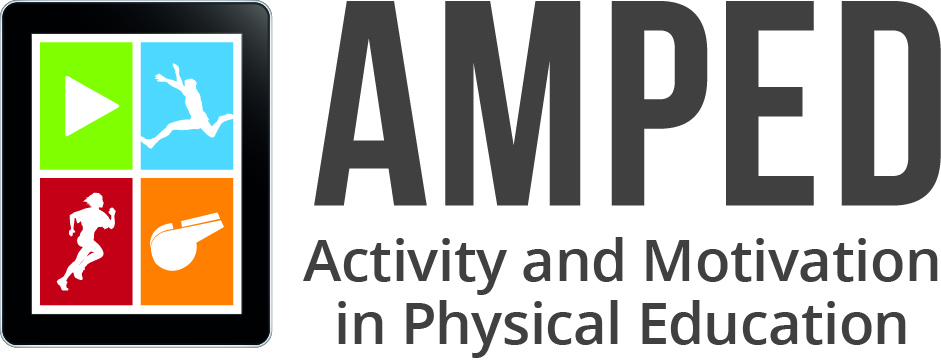 AMPED
Activity and Motivation
in Physical Education